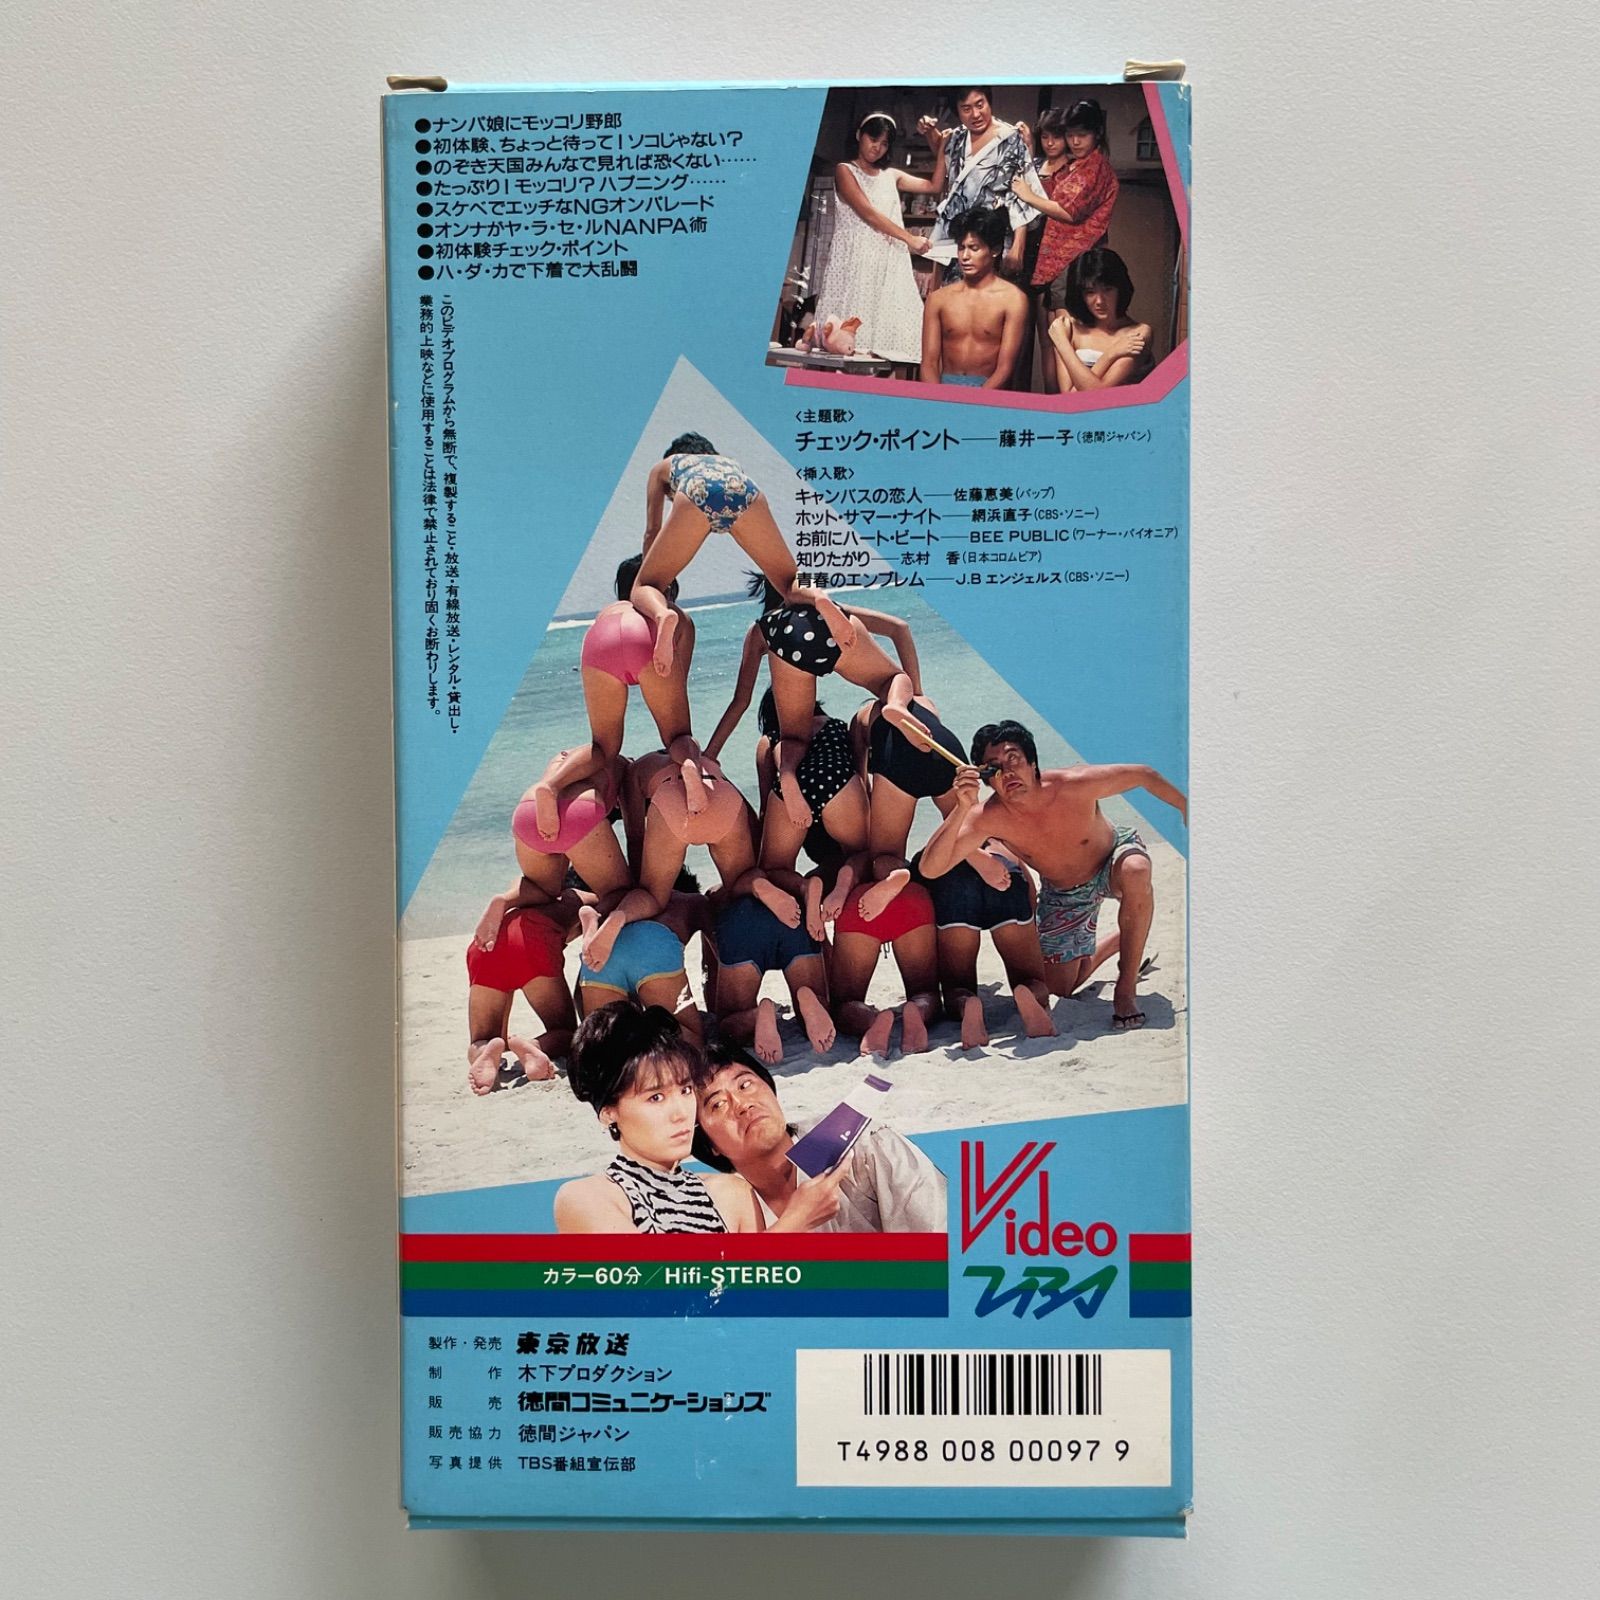 ●ナンパ娘にモッコリ野郎
●初体験、ちょっと待って!ソコじゃない?
●のぞき天国みんなで見れば恐くない……
●たっぷり!モッコリ?ハプニング……
●スケベでエッチなNGオンパレード
●オンナがヤ・ラ・セ・ルNANPA術
●初体験チェック・ポイント
●ハ・ダ・カで下着で大乱闘
このビデオプログラムから無断で、複製すること・放送・有線放送・レンタル・貸出し・
業務的上映などに使用することは法律で禁止されており固くお断わりします。
〈主題歌〉
チェック・ポイント──藤井一子(徳間ジャパン)
〈挿入歌〉
キャンバスの恋人──佐藤恵美(バップ)
ホット・サマー・ナイト──網浜直子(CBS・ソニー)
お前にハート・ビート──BEE PUBLIC(ワーナー・パイオニア)
知りたがり──志村 香(日本コロムビア)
青春のエンブレム──J.B エンジェルス(CBS・ソニー)
Video
TBS
カラー60分/Hifi-STEREO
製作・発売 東京放送
制作 木下プロダクション
販売 徳間コミュニケーションズ
販売協力 徳間ジャパン
写真提供 TBS番組宣伝部
T4988 008 00097 9